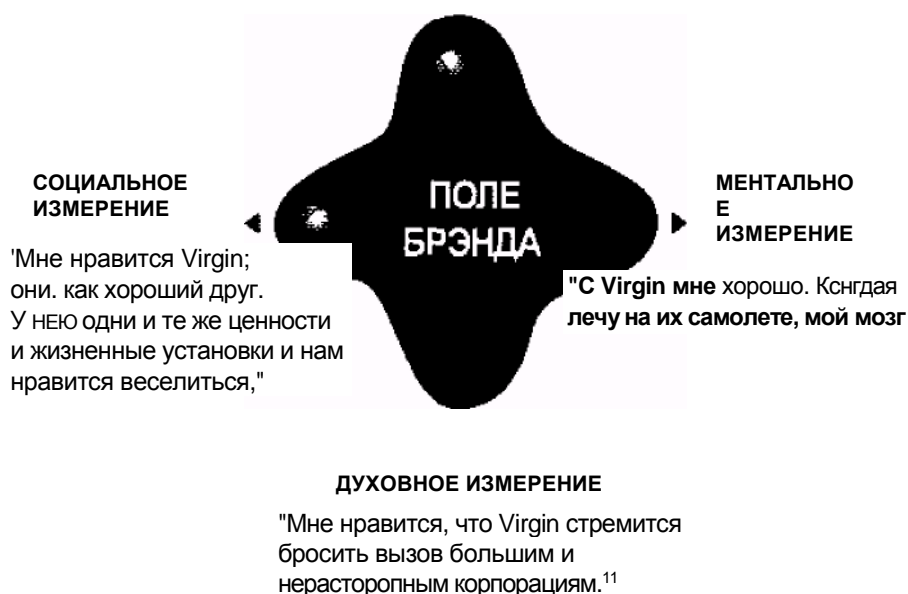 СОЦИАЛЬНОЕ
ИЗМЕРЕНИЕ
'Мне нравится Virgin;
они. как хороший друг.
У НЕЮ одни и те же ценности
и жизненные установки и нам
нравится веселиться,"
ПОЛЕ
БРЭНДА
МЕНТАЛЬНО
Е
ИЗМЕРЕНИЕ
"С Virgin мне хорошо. Кснгдая
лечу на их самолете, мой мозг
ДУХОВНОЕ ИЗМЕРЕНИЕ
"Мне нравится, что Virgin стремится
бросить вызов большим и
нерасторопным корпорациям.11